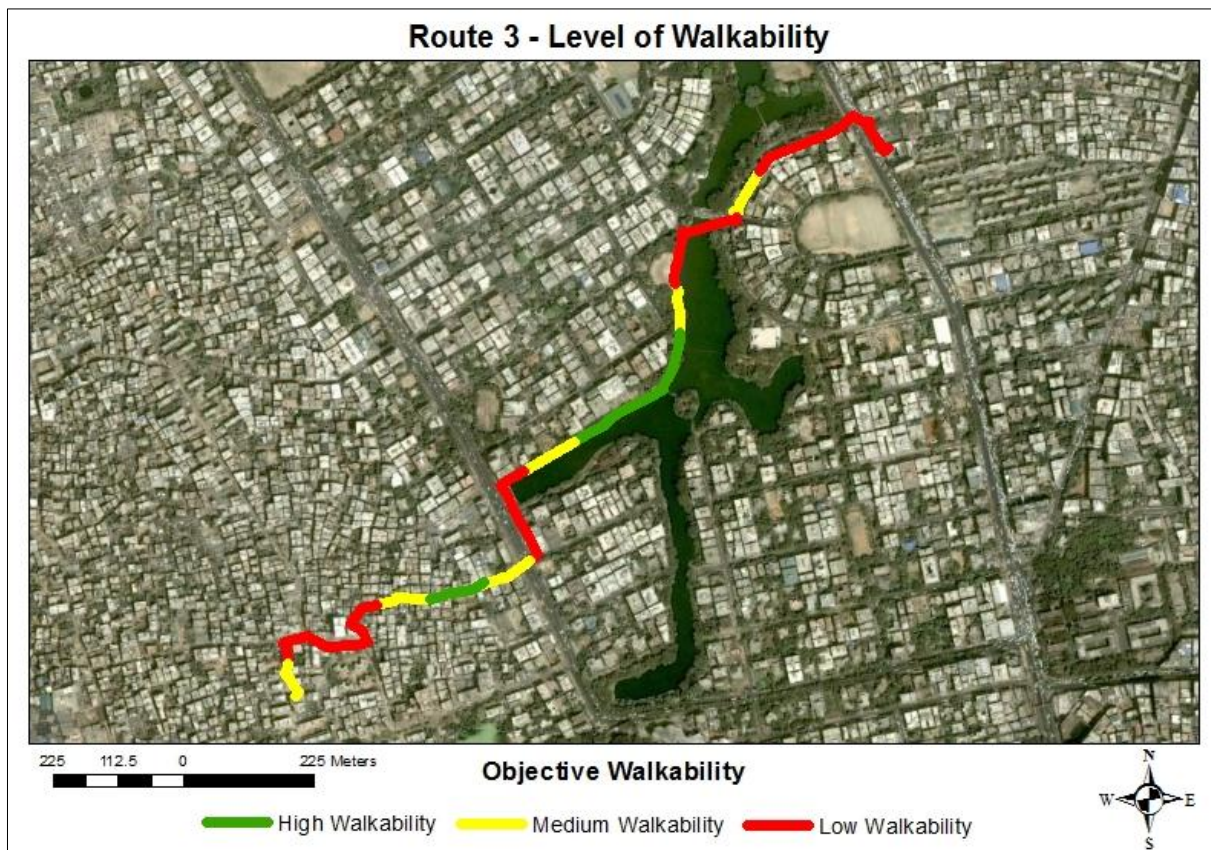 Route 3 - Level of Walkability
225 112.5 0 225 Meters
Objective Walkability
N
W E
S
High Walkability Medium Walkability Low Walkability